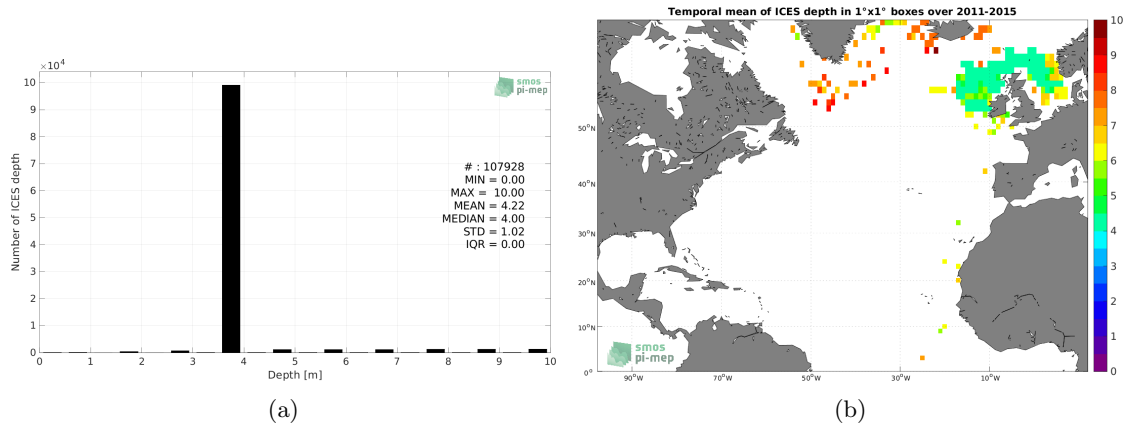 Temporal mean of ICES depth in 1°x1° boxes over 2011-2015
×10⁴
10
9
8
7
6
5
4
3
2
1
0
Number of ICES depth
smos
pi-mep
# : 107928
MIN = 0.00
MAX = 10.00
MEAN = 4.22
MEDIAN = 4.00
STD = 1.02
IQR = 0.00
0 1 2 3 4 5 6 7 8 9 10
Depth [m]
(a)
50°N
40°N
30°N
20°N
10°N
0°
90°W 70°W 50°W 30°W 10°W
smos
pi-mep
10
9
8
7
6
5
4
3
2
1
0
(b)